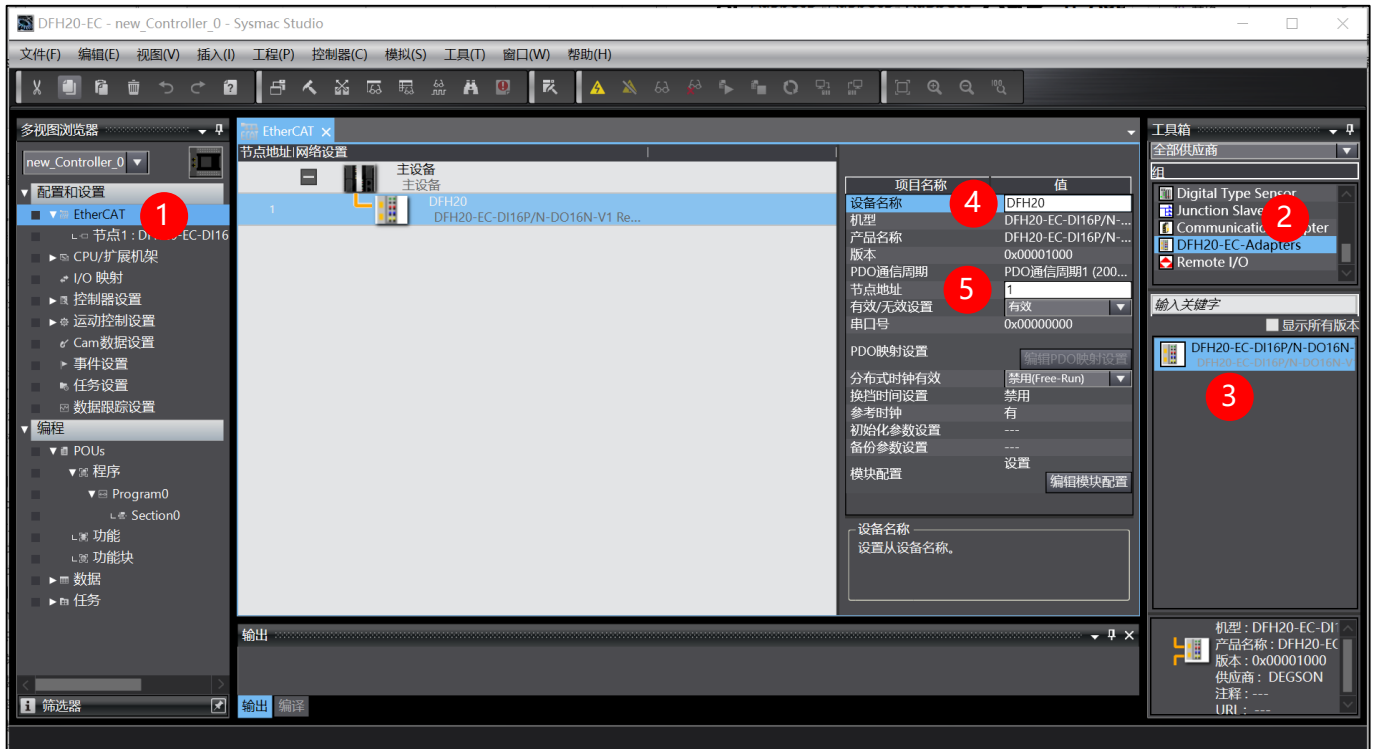 DFH20-EC - new_Controller_0 - Sysmac Studio
文件(F) 编辑(E) 视图(V) 插入(I) 工程(P) 控制器(C) 模拟(S) 工具(T) 窗口(W) 帮助(H)
多视图浏览器
new_Controller_0
配置和设置
EtherCAT
1
节点1 : DFH20-EC-DI16
CPU/扩展机架
I/O 映射
控制器设置
运动控制设置
Cam数据设置
事件设置
任务设置
数据跟踪设置
编程
POUs
程序
Program0
Section0
功能
功能块
数据
任务
筛选器
EtherCAT
节点地址|网络设置
主设备
主设备
1
DFH20
DFH20-EC-DI16P/N-DO16N-V1 Re...
项目名称 值
设备名称 4 DFH20
机型 DFH20-EC-DI16P/N-...
产品名称 DFH20-EC-DI16P/N-...
版本 0x00001000
PDO通信周期 PDO通信周期1 (200...
节点地址 5 1
有效/无效设置 有效
串口号 0x00000000
PDO映射设置 编辑PDO映射设置
分布式时钟有效 禁用(Free-Run)
换挡时间设置 禁用
参考时钟 有
初始化参数设置 ---
备份参数设置 ---
模块配置 设置
编辑模块配置
设备名称
设置从设备名称。
输出
输出 编译
工具箱
全部供应商
组
Digital Type Sensor
Junction Slave
2
Communication
DFH20-EC-Adapters
Remote I/O
输入关键字
显示所有版本
DFH20-EC-DI16P/N-DO16N-
DFH20-EC-DI16P/N-DO16N-V
3
机型 : DFH20-EC-DI1
产品名称 : DFH20-EC
版本 : 0x00001000
供应商 : DEGSON
注释 : ---
URL : ---